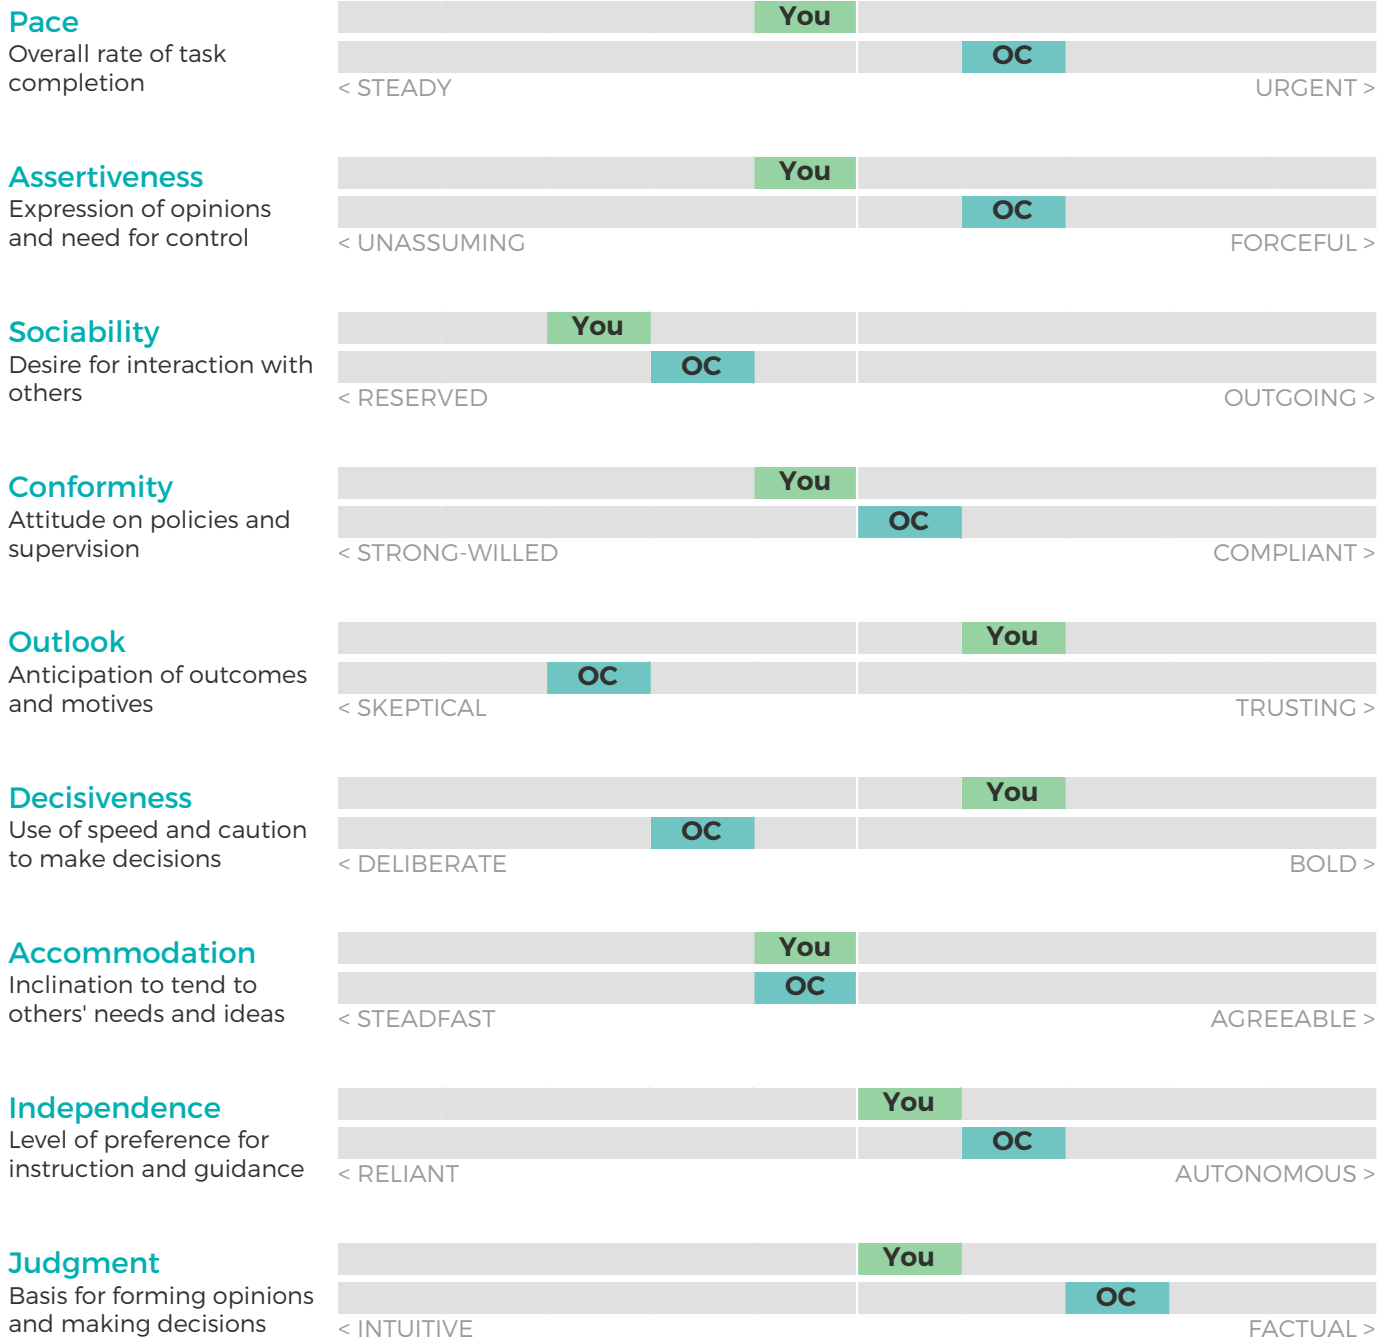 Pace
Overall rate of task
completion
You
OC
< STEADY
URGENT >
Assertiveness
Expression of opinions
and need for control
You
OC
< UNASSUMING
FORCEFUL >
Sociability
Desire for interaction with
others
You
OC
< RESERVED
OUTGOING >
Conformity
Attitude on policies and
supervision
You
OC
< STRONG-WILLED
COMPLIANT >
Outlook
Anticipation of outcomes
and motives
You
OC
< SKEPTICAL
TRUSTING >
Decisiveness
Use of speed and caution
to make decisions
You
OC
< DELIBERATE
BOLD >
Accommodation
Inclination to tend to
others' needs and ideas
You
OC
< STEADFAST
AGREEABLE >
Independence
Level of preference for
instruction and guidance
You
OC
< RELIANT
AUTONOMOUS >
Judgment
Basis for forming opinions
and making decisions
You
OC
< INTUITIVE
FACTUAL >